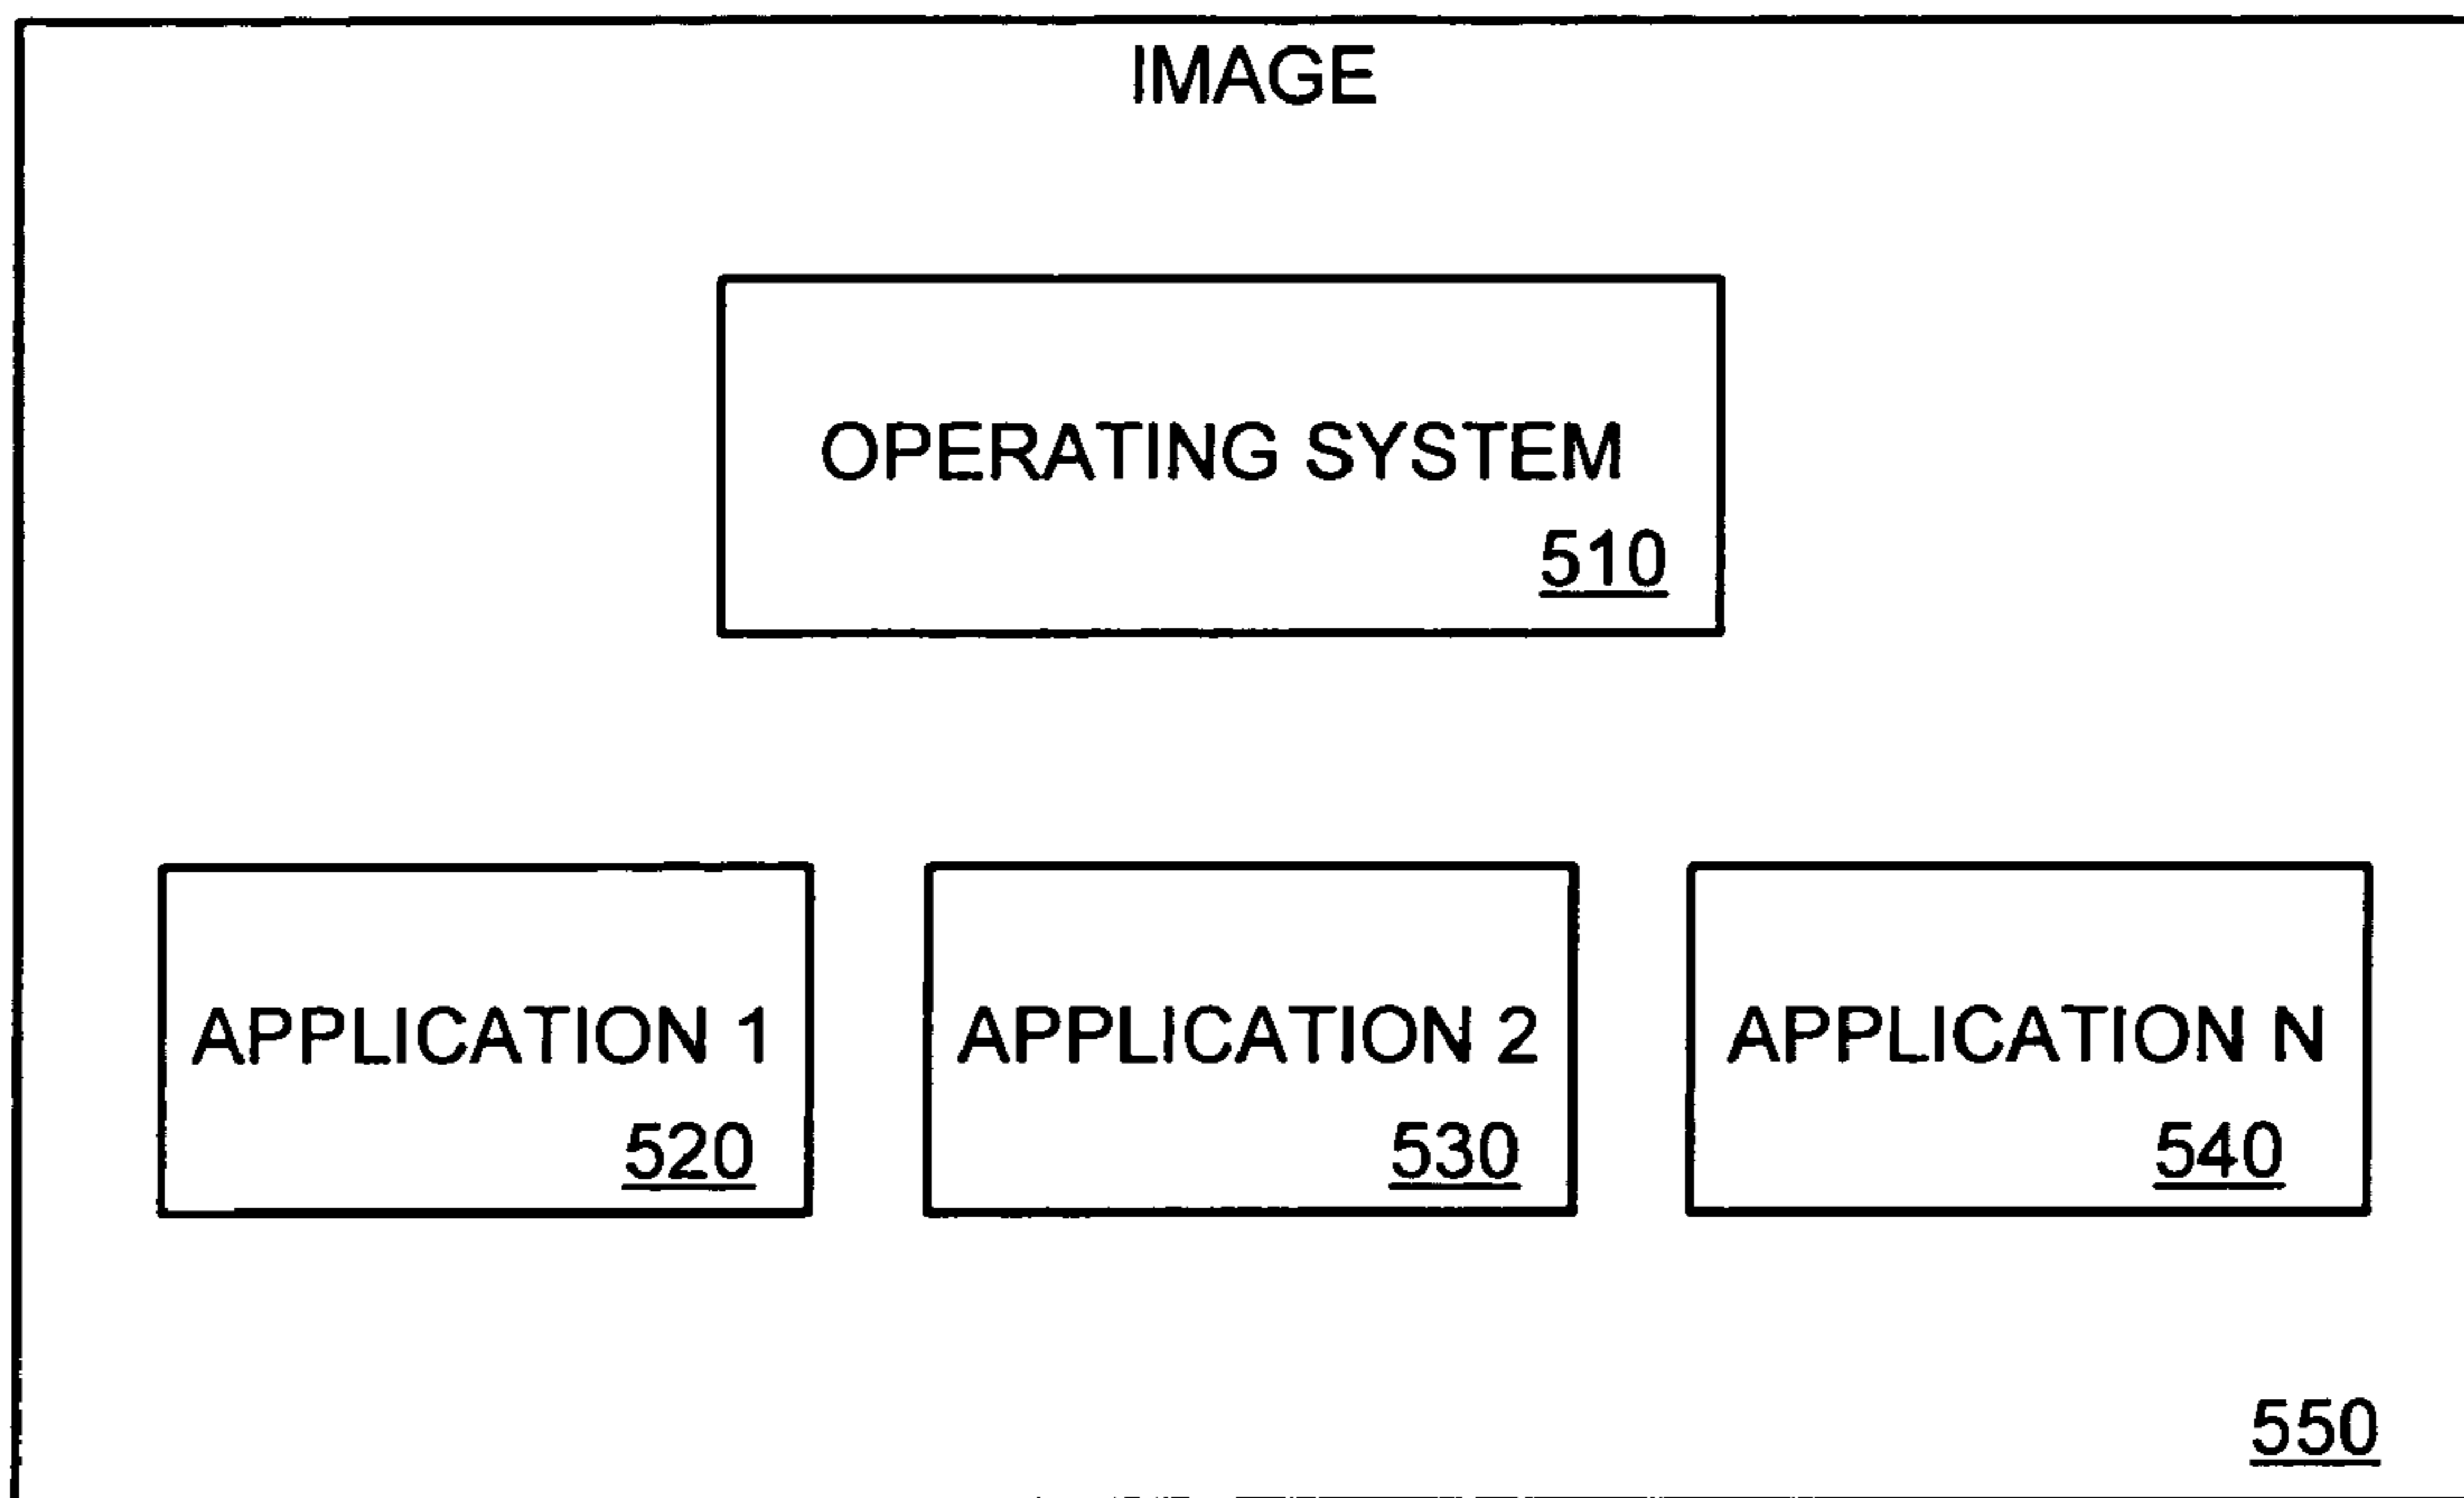 IMAGE
OPERATING SYSTEM
510
APPLICATION 1
520
APPLICATION 2
530
APPLICATION N
540
550